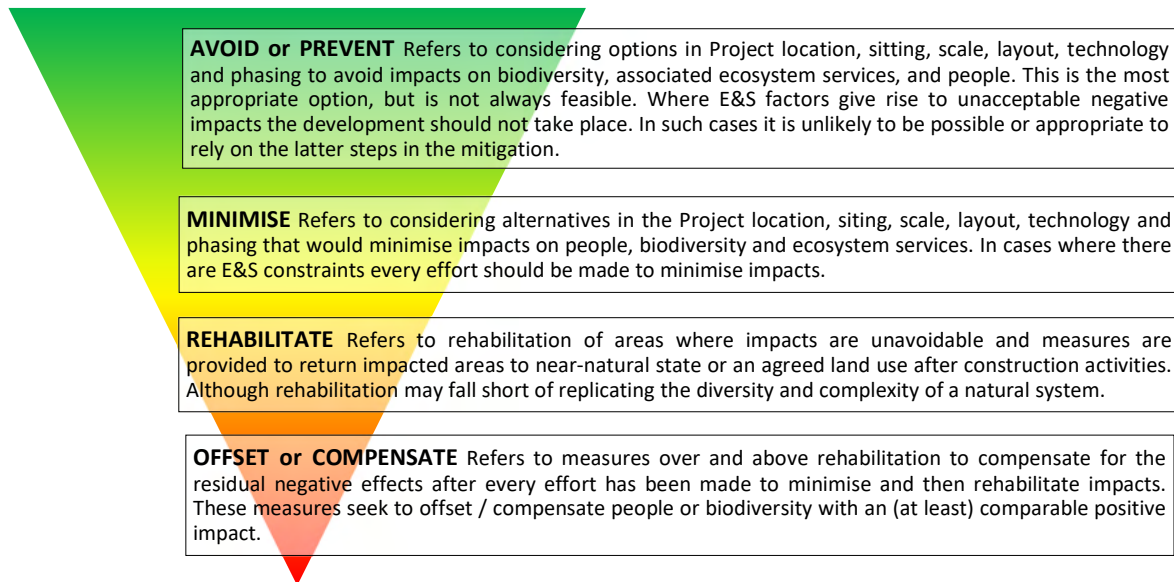 AVOID or PREVENT Refers to considering options in Project location, sitting, scale, layout, technology
and phasing to avoid impacts on biodiversity, associated ecosystem services, and people. This is the most
appropriate option, but is not always feasible. Where E&S factors give rise to unacceptable negative
impacts the development should not take place. In such cases it is unlikely to be possible or appropriate to
rely on the latter steps in the mitigation.
MINIMISE Refers to considering alternatives in the Project location, siting, scale, layout, technology and
phasing that would minimise impacts on people, biodiversity and ecosystem services. In cases where there
are E&S constraints every effort should be made to minimise impacts.
REHABILITATE Refers to rehabilitation of areas where impacts are unavoidable and measures are
provided to return impacted areas to near-natural state or an agreed land use after construction activities.
Although rehabilitation may fall short of replicating the diversity and complexity of a natural system.
OFFSET or COMPENSATE Refers to measures over and above rehabilitation to compensate for the
residual negative effects after every effort has been made to minimise and then rehabilitate impacts.
These measures seek to offset / compensate people or biodiversity with an (at least) comparable positive
impact.